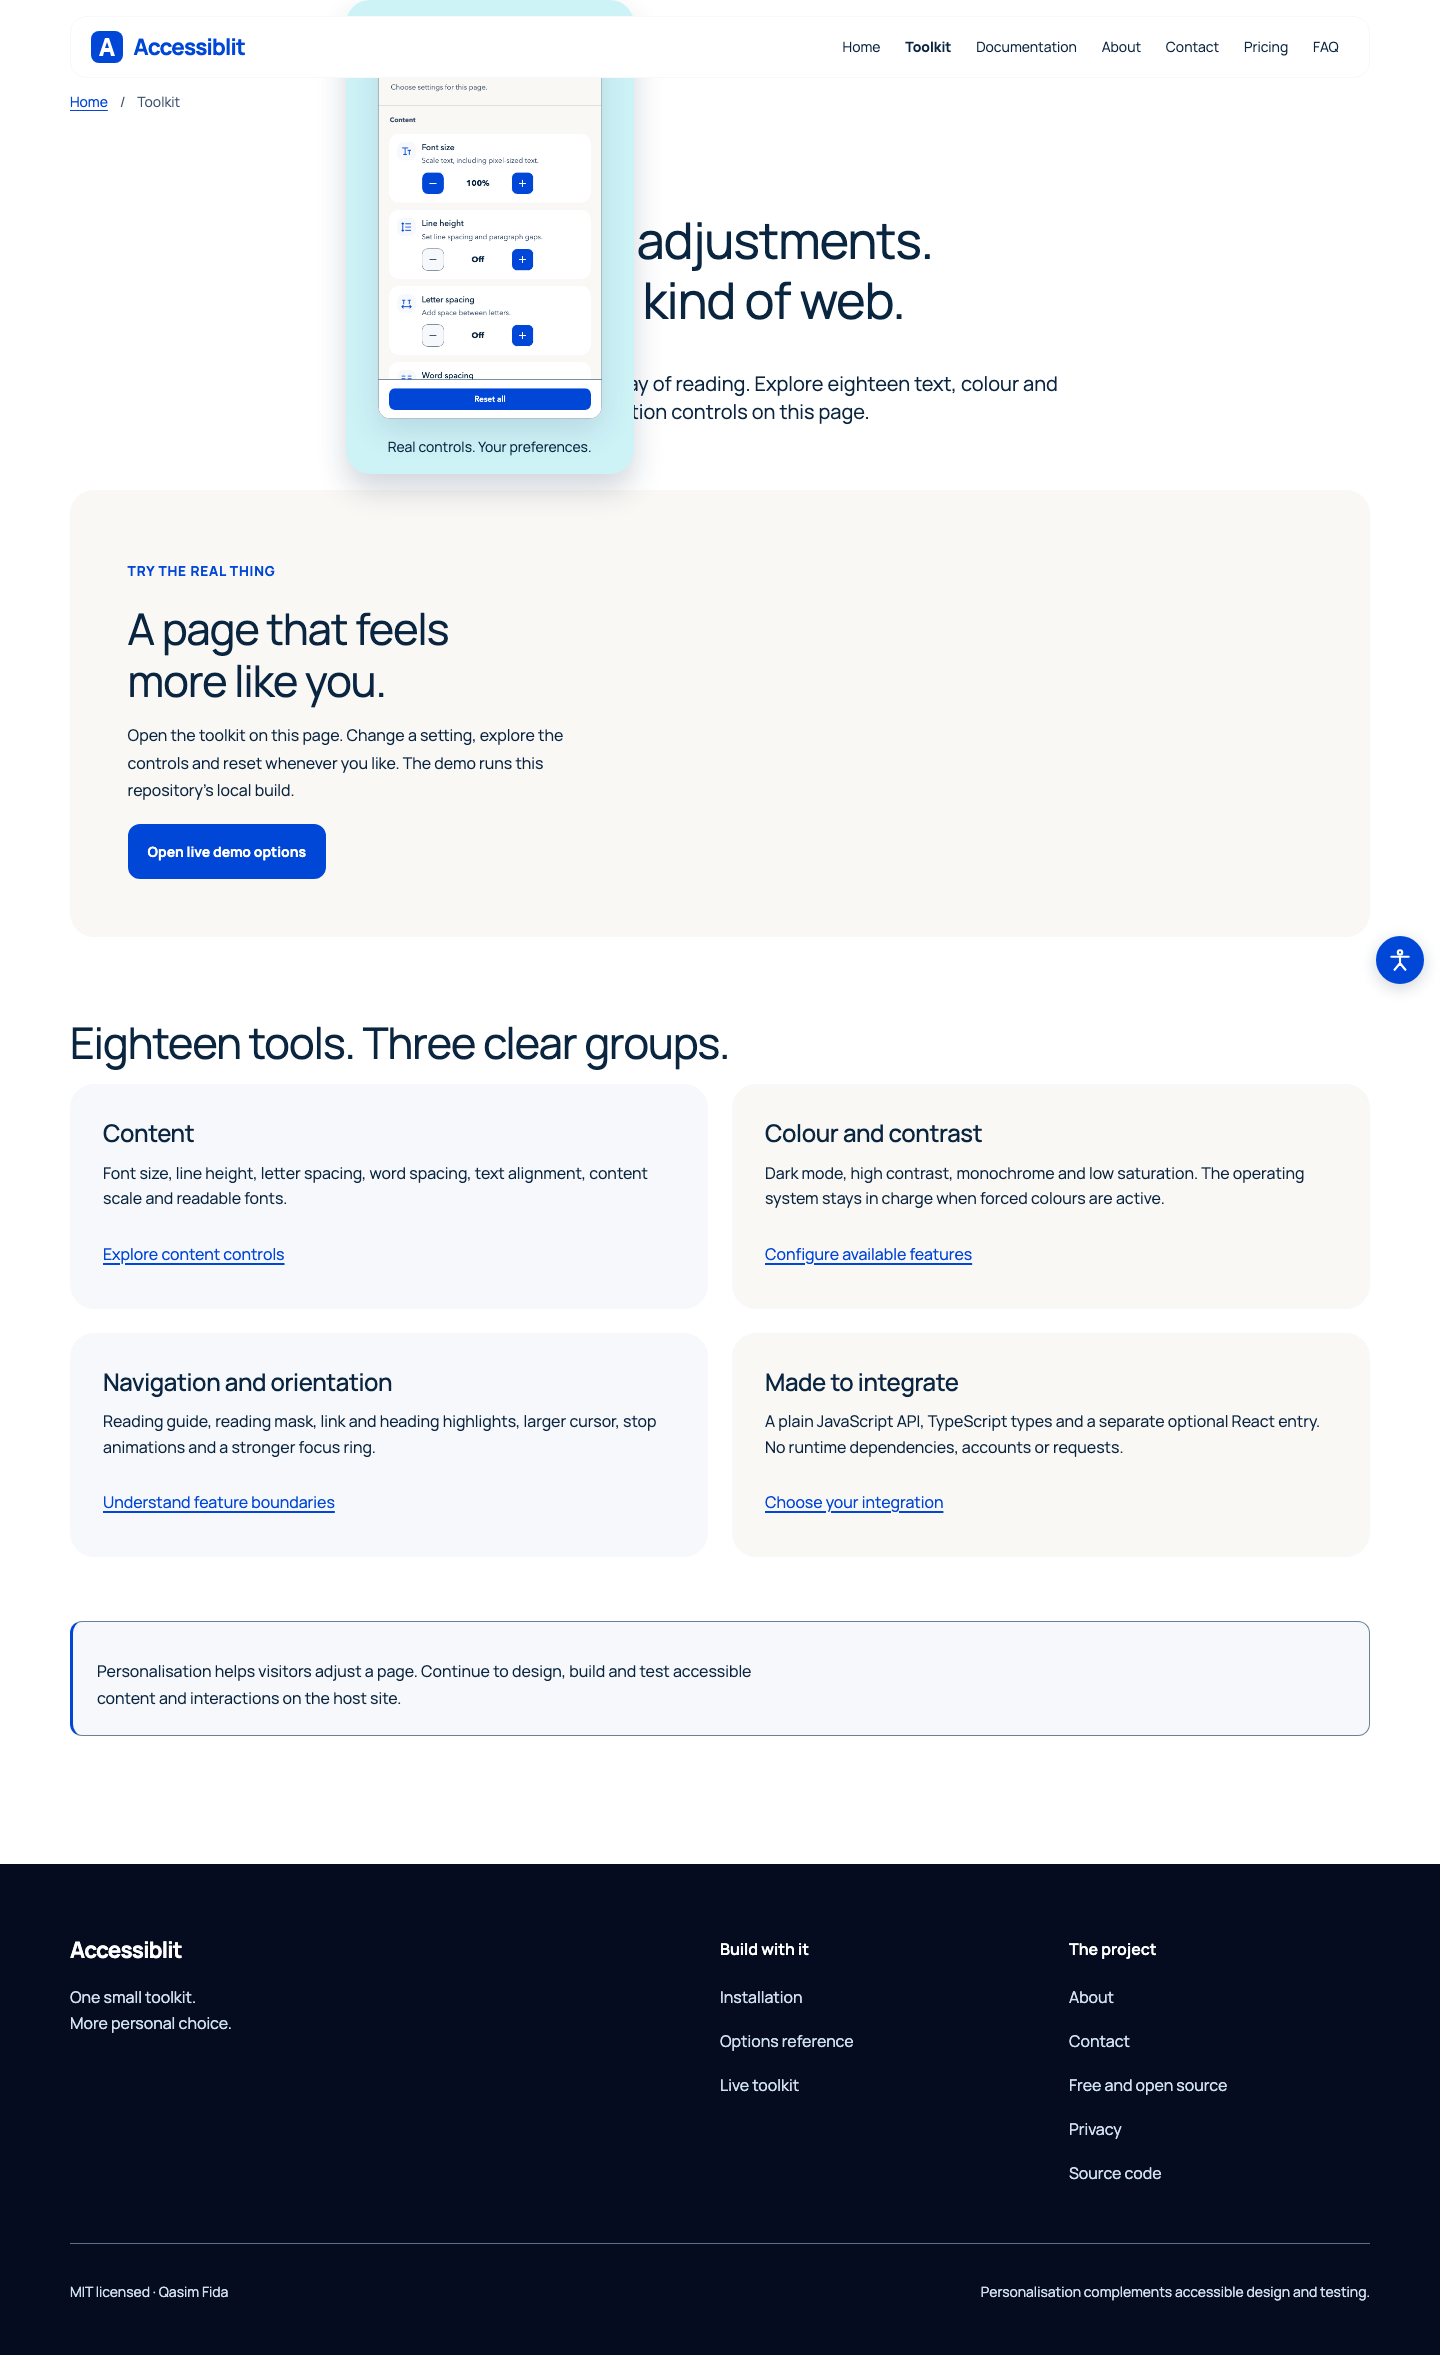 A Accessiblit
Home Toolkit Documentation About Contact Pricing FAQ
Home / Toolkit
Choose settings for this page.
Content
Font size
Scale text, including pixel-sized text.
100%
Line height
Set line spacing and paragraph gaps.
Off
Letter spacing
Add space between letters.
Off
Word spacing
Reset all
Real controls. Your preferences.
adjustments.
kind of web.
of reading. Explore eighteen text, colour and
controls on this page.
TRY THE REAL THING
A page that feels
more like you.
Open the toolkit on this page. Change a setting, explore the
controls and reset whenever you like. The demo runs this
repository's local build.
Open live demo options
Eighteen tools. Three clear groups.
Content
Font size, line height, letter spacing, word spacing, text alignment, content
scale and readable fonts.
Explore content controls
Colour and contrast
Dark mode, high contrast, monochrome and low saturation. The operating
system stays in charge when forced colours are active.
Configure available features
Navigation and orientation
Reading guide, reading mask, link and heading highlights, larger cursor, stop
animations and a stronger focus ring.
Understand feature boundaries
Made to integrate
A plain JavaScript API, TypeScript types and a separate optional React entry.
No runtime dependencies, accounts or requests.
Choose your integration
Personalisation helps visitors adjust a page. Continue to design, build and test accessible
content and interactions on the host site.
Accessiblit
One small toolkit.
More personal choice.
Build with it
Installation
Options reference
Live toolkit
The project
About
Contact
Free and open source
Privacy
Source code
MIT licensed · Qasim Fida
Personalisation complements accessible design and testing.